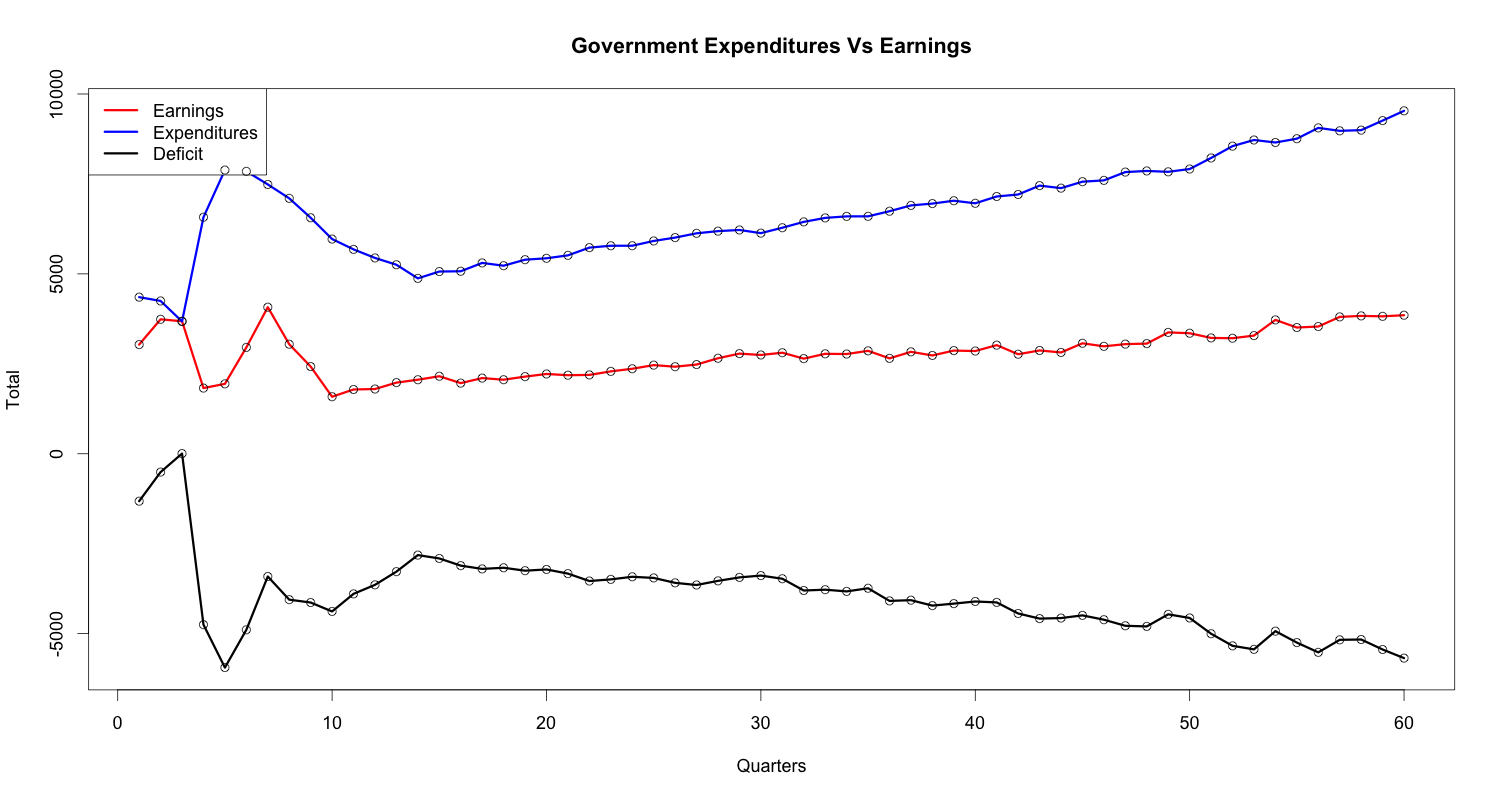 Government Expenditures Vs Earnings
Earnings
Expenditures
Deficit
10000
5000
0
-5000
Total
0 10 20 30 40 50 60
Quarters